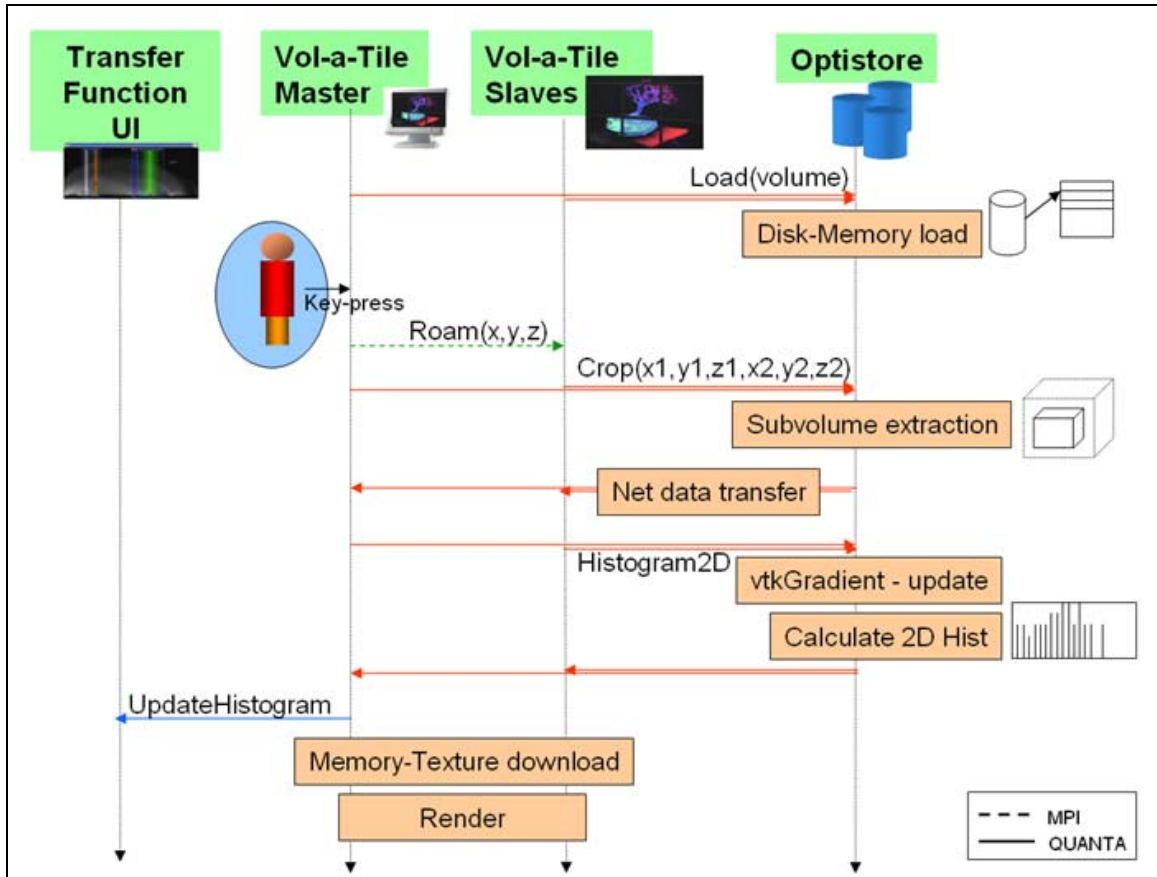 Transfer
Function
UI
Vol-a-Tile
Master
Vol-a-Tile
Slaves
Optistore
Load(volume)
Disk-Memory load
Key-press
Roam(x,y,z)
Crop(x1,y1,z1,x2,y2,z2)
Subvolume extraction
Net data transfer
Histogram2D
vtkGradient - update
Calculate 2D Hist
UpdateHistogram
Memory-Texture download
Render
MPI
QUANTA